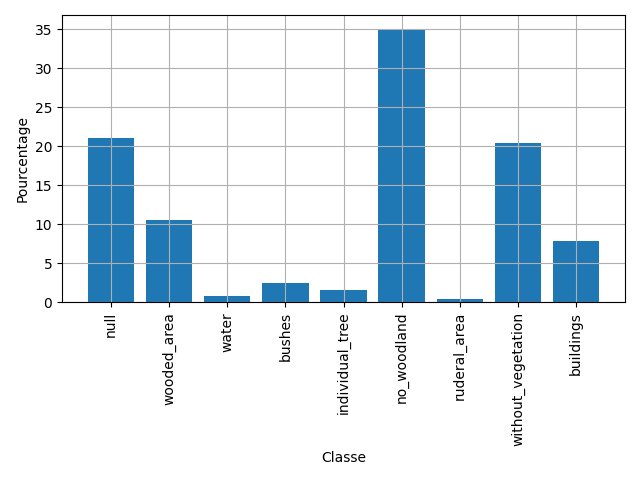 35
30
25
20
15
10
5
0
Pourcentage
null
wooded_area
water
bushes
individual_tree
no_woodland
ruderal_area
without_vegetation
buildings
Classe